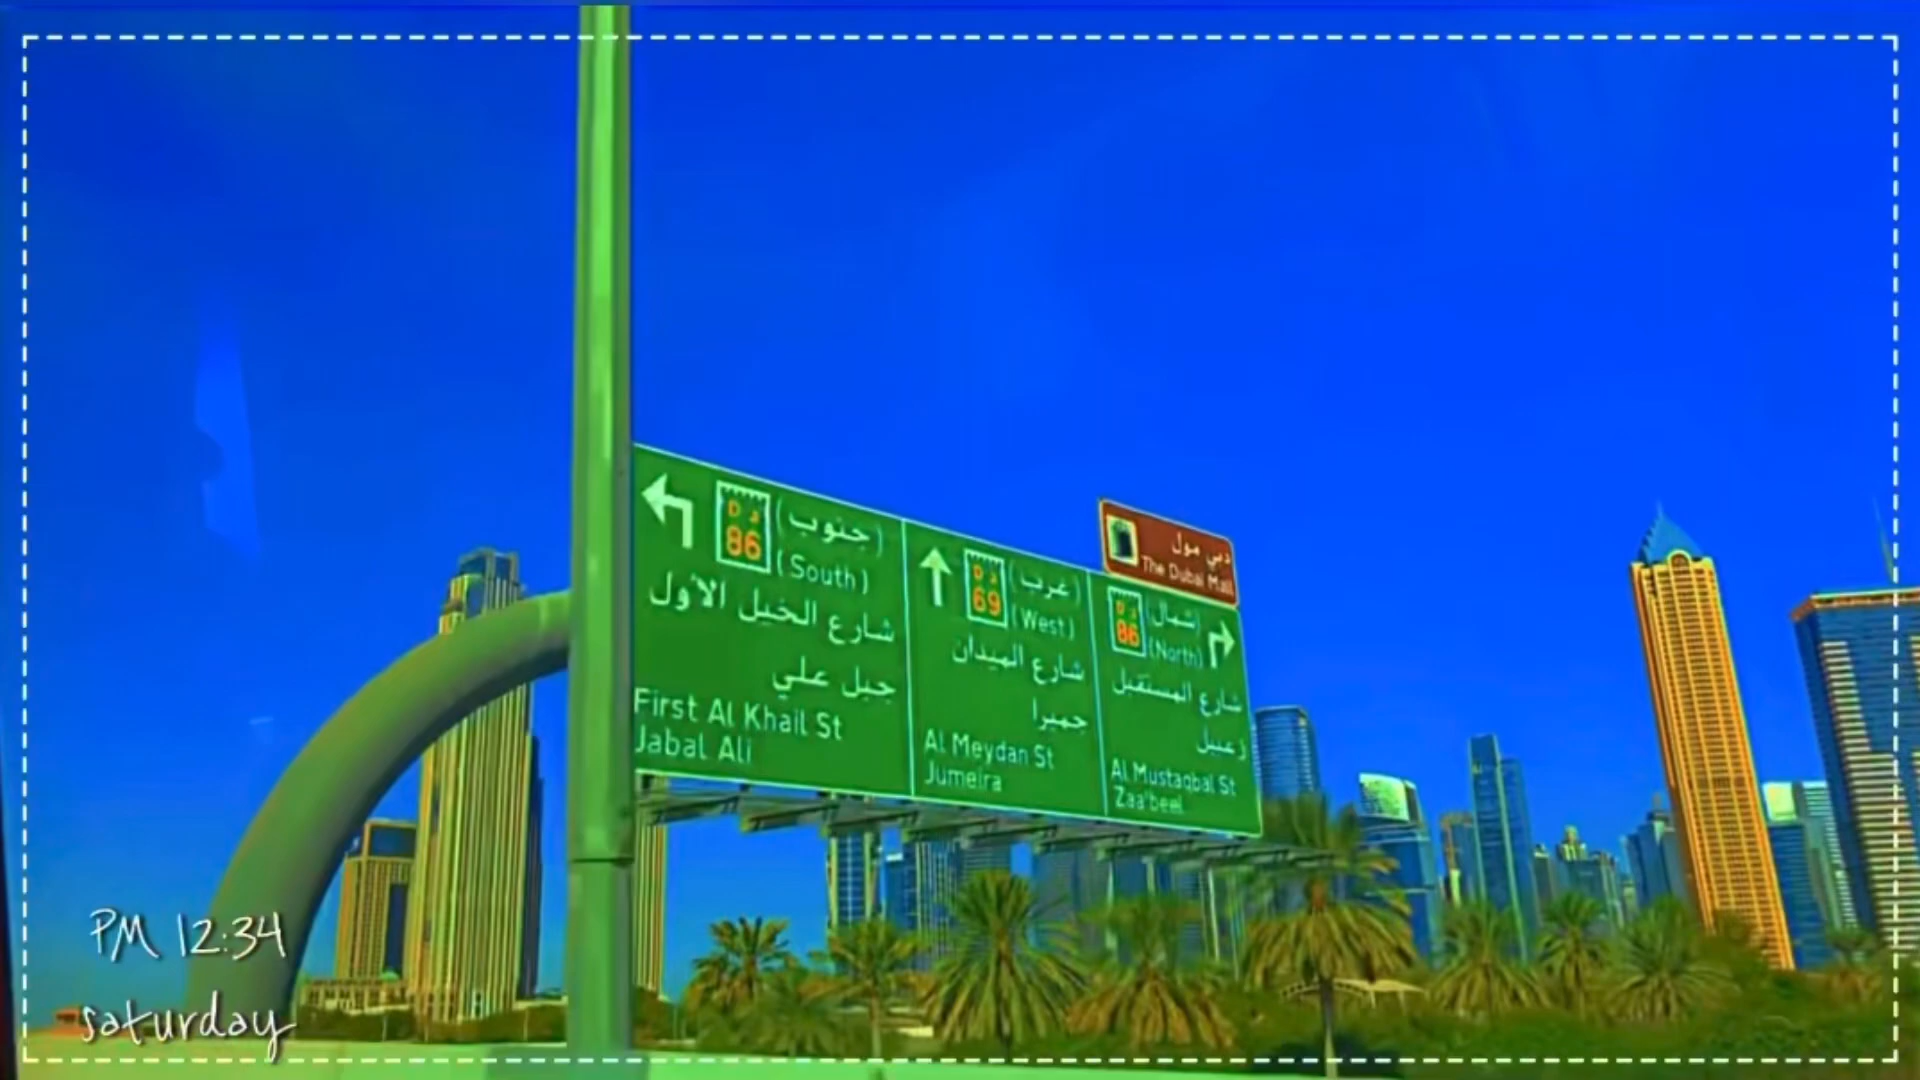 د D
86
(جنوب)
(South)
شارع الخيل الأول
جبل علي
First Al Khail St
Jabal Ali
د D
69
(غرب)
(West)
شارع الميدان
جميرا
Al Meydan St
Jumeira
دبي مول
The Dubai Mall
د D
86
(شمال)
(North)
شارع المستقبل
زعبيل
Al Mustaqbal St
Zaa'beel
PM 12:34
saturday